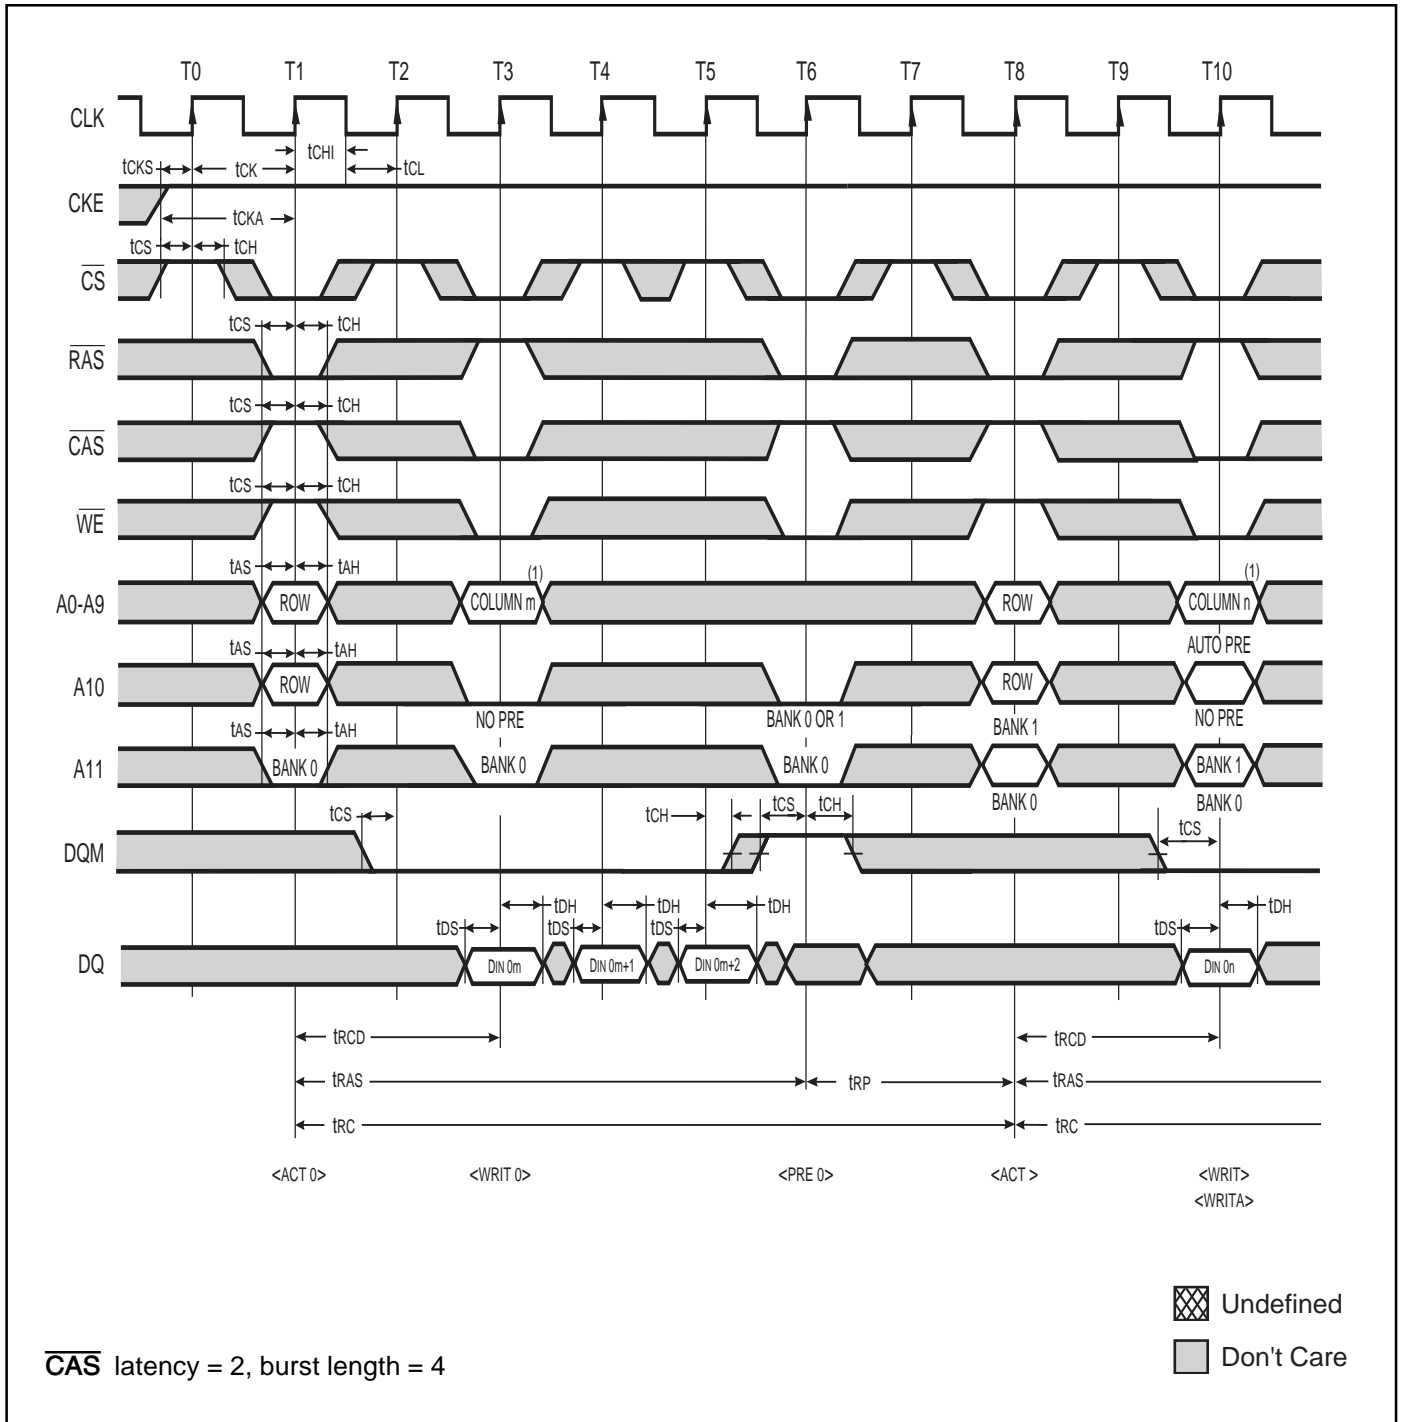 T0 T1 T2 T3 T4 T5 T6 T7 T8 T9 T10
CLK
tCHI
tCKS tCK tCL
CKE
tCKA
tCS tCH
CS
tCS tCH
RAS
tCS tCH
CAS
tCS tCH
WE
tAS tAH (1) (1)
A0-A9 ROW COLUMN m ROW COLUMN n
tAS tAH AUTO PRE
A10 ROW ROW
NO PRE BANK 0 OR 1 BANK 1 NO PRE
tAS tAH
A11 BANK 0 BANK 0 BANK 0 BANK 1
BANK 0 BANK 0
tCS tCH tCS tCH tCS
DQM
tDH tDH tDH tDH
tDS tDS tDS tDS
DQ DIN 0m DIN 0m+1 DIN 0m+2 DIN 0n
tRCD tRCD
tRAS tRP tRAS
tRC tRC
<ACT 0> <WRIT 0> <PRE 0> <ACT > <WRIT>
<WRITA>
Undefined
Don't Care
CAS latency = 2, burst length = 4